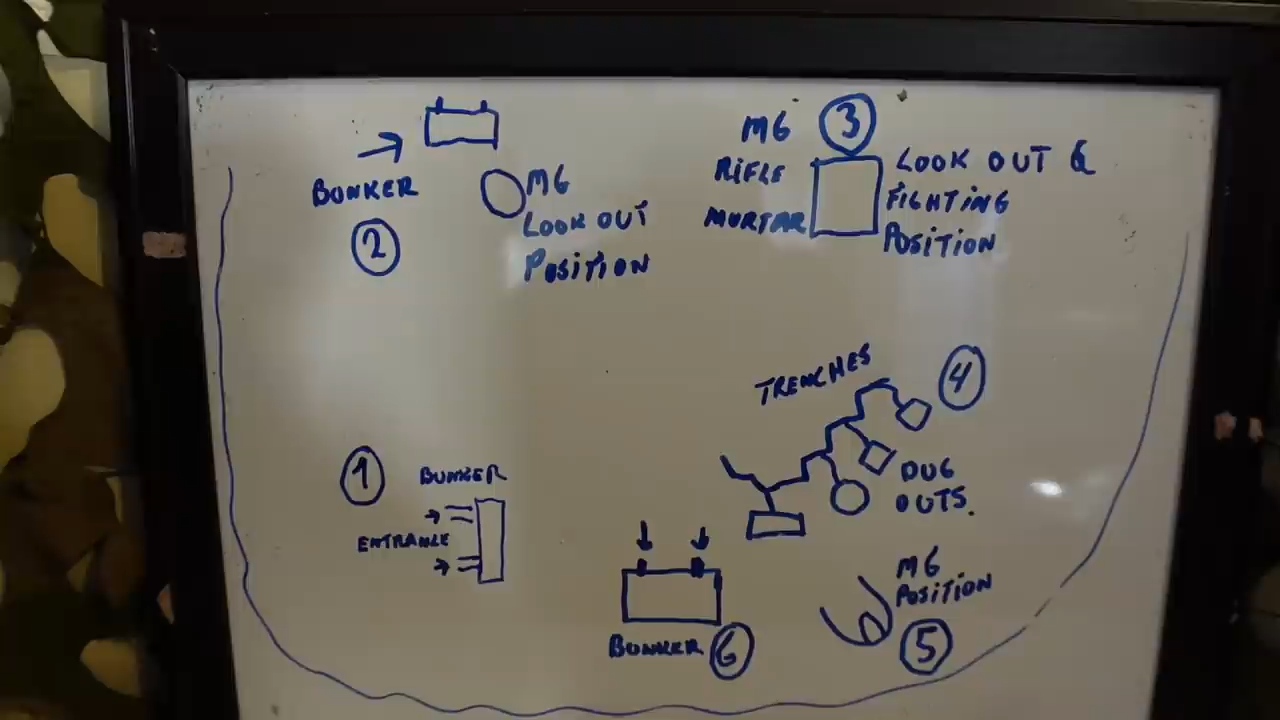 BONKER
2
MG
LOOK OUT
POSITION
MG
RIFLE
MORTAR
3
LOOK OUT &
FIGHTING
POSITION
TRENCHES
4
DUG
OUTS.
1
BUNKER
ENTRANCE
BUNKER
6
MG
POSITION
5